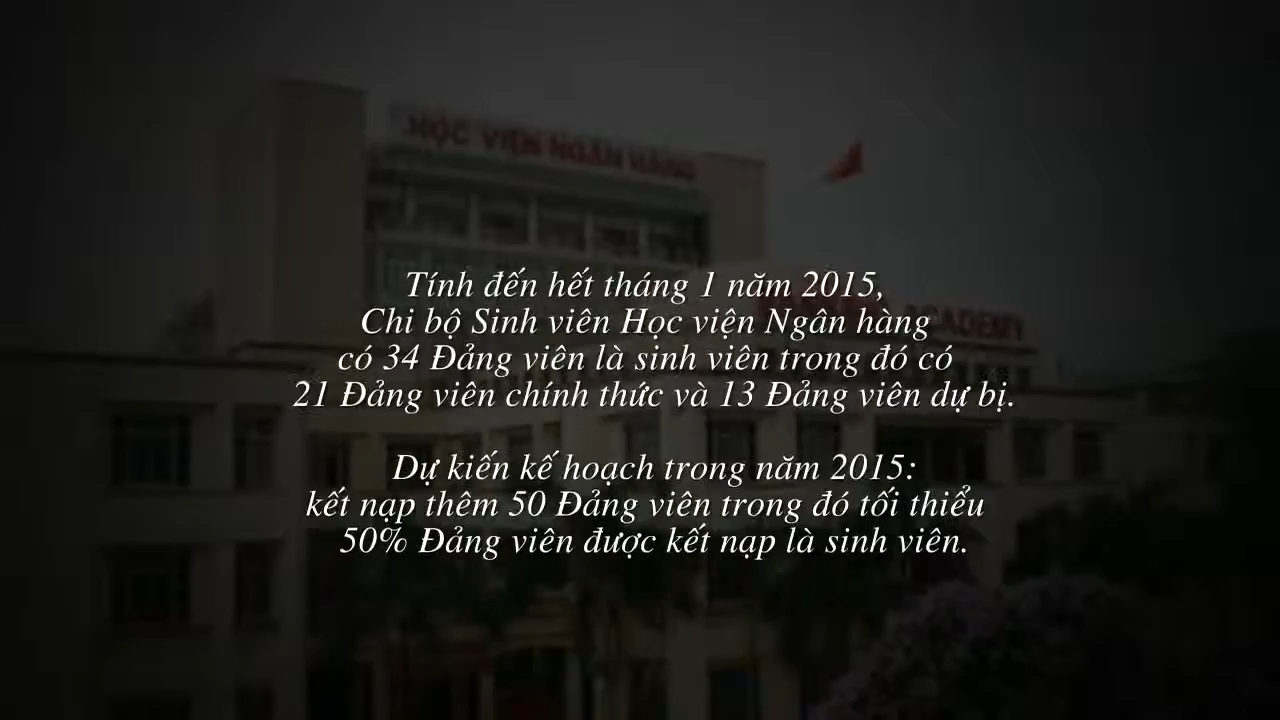 HỌC VIỆN NGÂN HÀNG
ACADEMY
Tính đến hết tháng 1 năm 2015,
Chi bộ Sinh viên Học viện Ngân hàng
có 34 Đảng viên là sinh viên trong đó có
21 Đảng viên chính thức và 13 Đảng viên dự bị.
Dự kiến kế hoạch trong năm 2015:
kết nạp thêm 50 Đảng viên trong đó tối thiểu
50% Đảng viên được kết nạp là sinh viên.